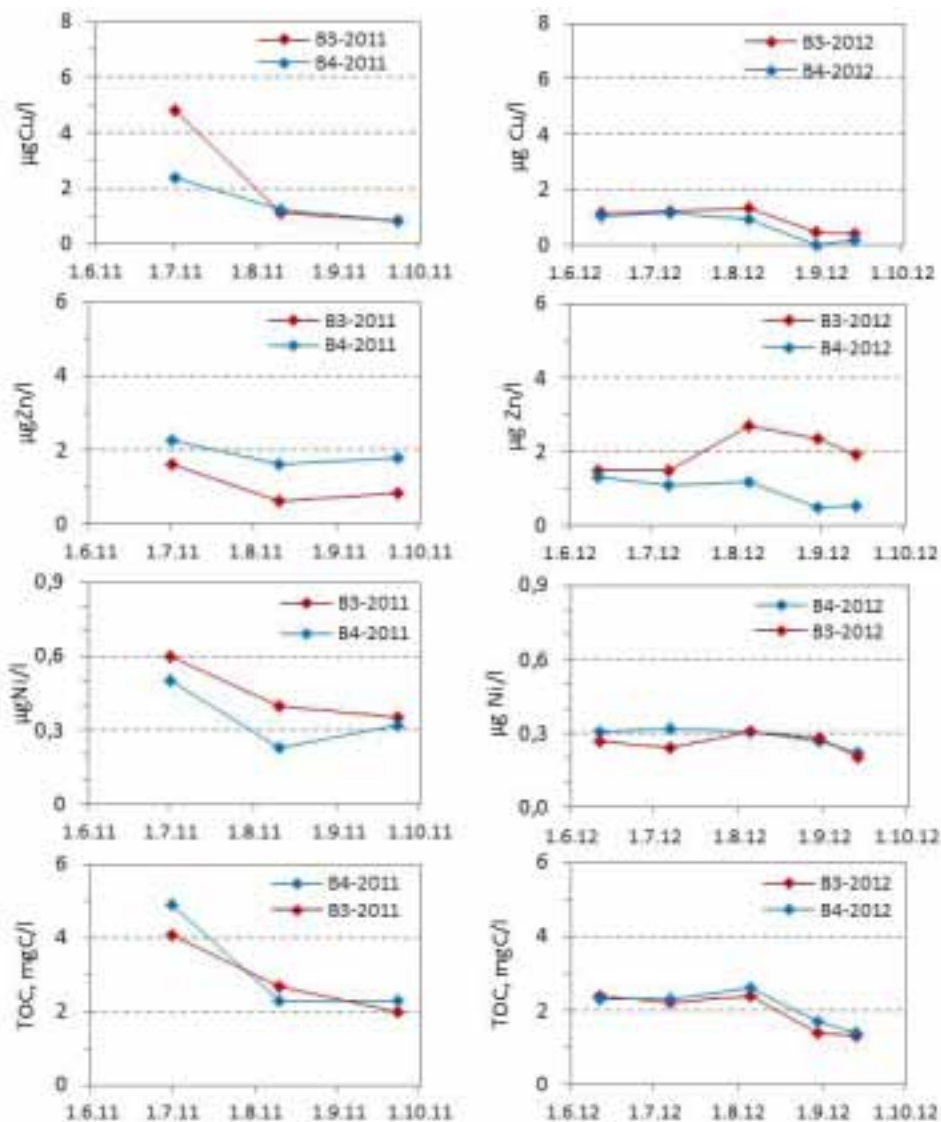 µgCu/l
8
6
4
2
0
B3-2011
B4-2011
1.6.11 1.7.11 1.8.11 1.9.11 1.10.11
µg Cu/l
8
6
4
2
0
B3-2012
B4-2012
1.6.12 1.7.12 1.8.12 1.9.12 1.10.12
µgZn/l
6
4
2
0
B3-2011
B4-2011
1.6.11 1.7.11 1.8.11 1.9.11 1.10.11
µg Zn/l
6
4
2
0
B3-2012
B4-2012
1.6.12 1.7.12 1.8.12 1.9.12 1.10.12
µgNi/l
0,9
0,6
0,3
0
B3-2011
B4-2011
1.6.11 1.7.11 1.8.11 1.9.11 1.10.11
µg Ni/l
0,9
0,6
0,3
0,0
B4-2012
B3-2012
1.6.12 1.7.12 1.8.12 1.9.12 1.10.12
TOC, mgC/l
6
4
2
0
B4-2011
B3-2011
1.6.11 1.7.11 1.8.11 1.9.11 1.10.11
TOC, mgC/l
6
4
2
0
B3-2012
B4-2012
1.6.12 1.7.12 1.8.12 1.9.12 1.10.12